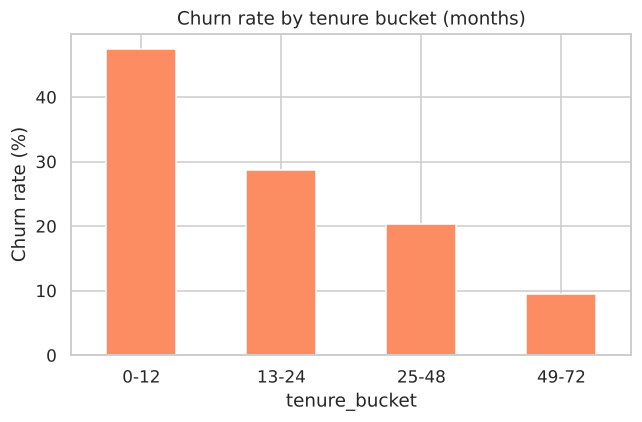 Churn rate by tenure bucket (months)
Churn rate (%)
40
30
20
10
0
0-12 13-24 25-48 49-72
tenure_bucket